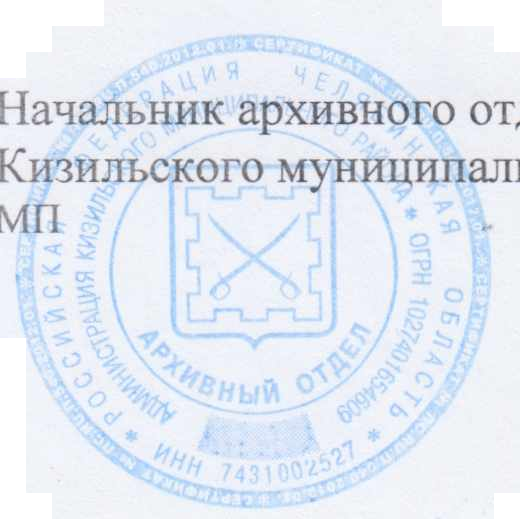 Начальник архивного отд
Кизильского муниципаль
МП
РОССИЙСКАЯ ФЕДЕРАЦИЯ ЧЕЛЯБИНСКАЯ ОБЛАСТЬ
АДМИНИСТРАЦИЯ КИЗИЛЬСКОГО МУНИЦИПАЛЬНОГО РАЙОНА * ОГРН 1027401654609
АРХИВНЫЙ ОТДЕЛ
* ИНН 7431002527 *